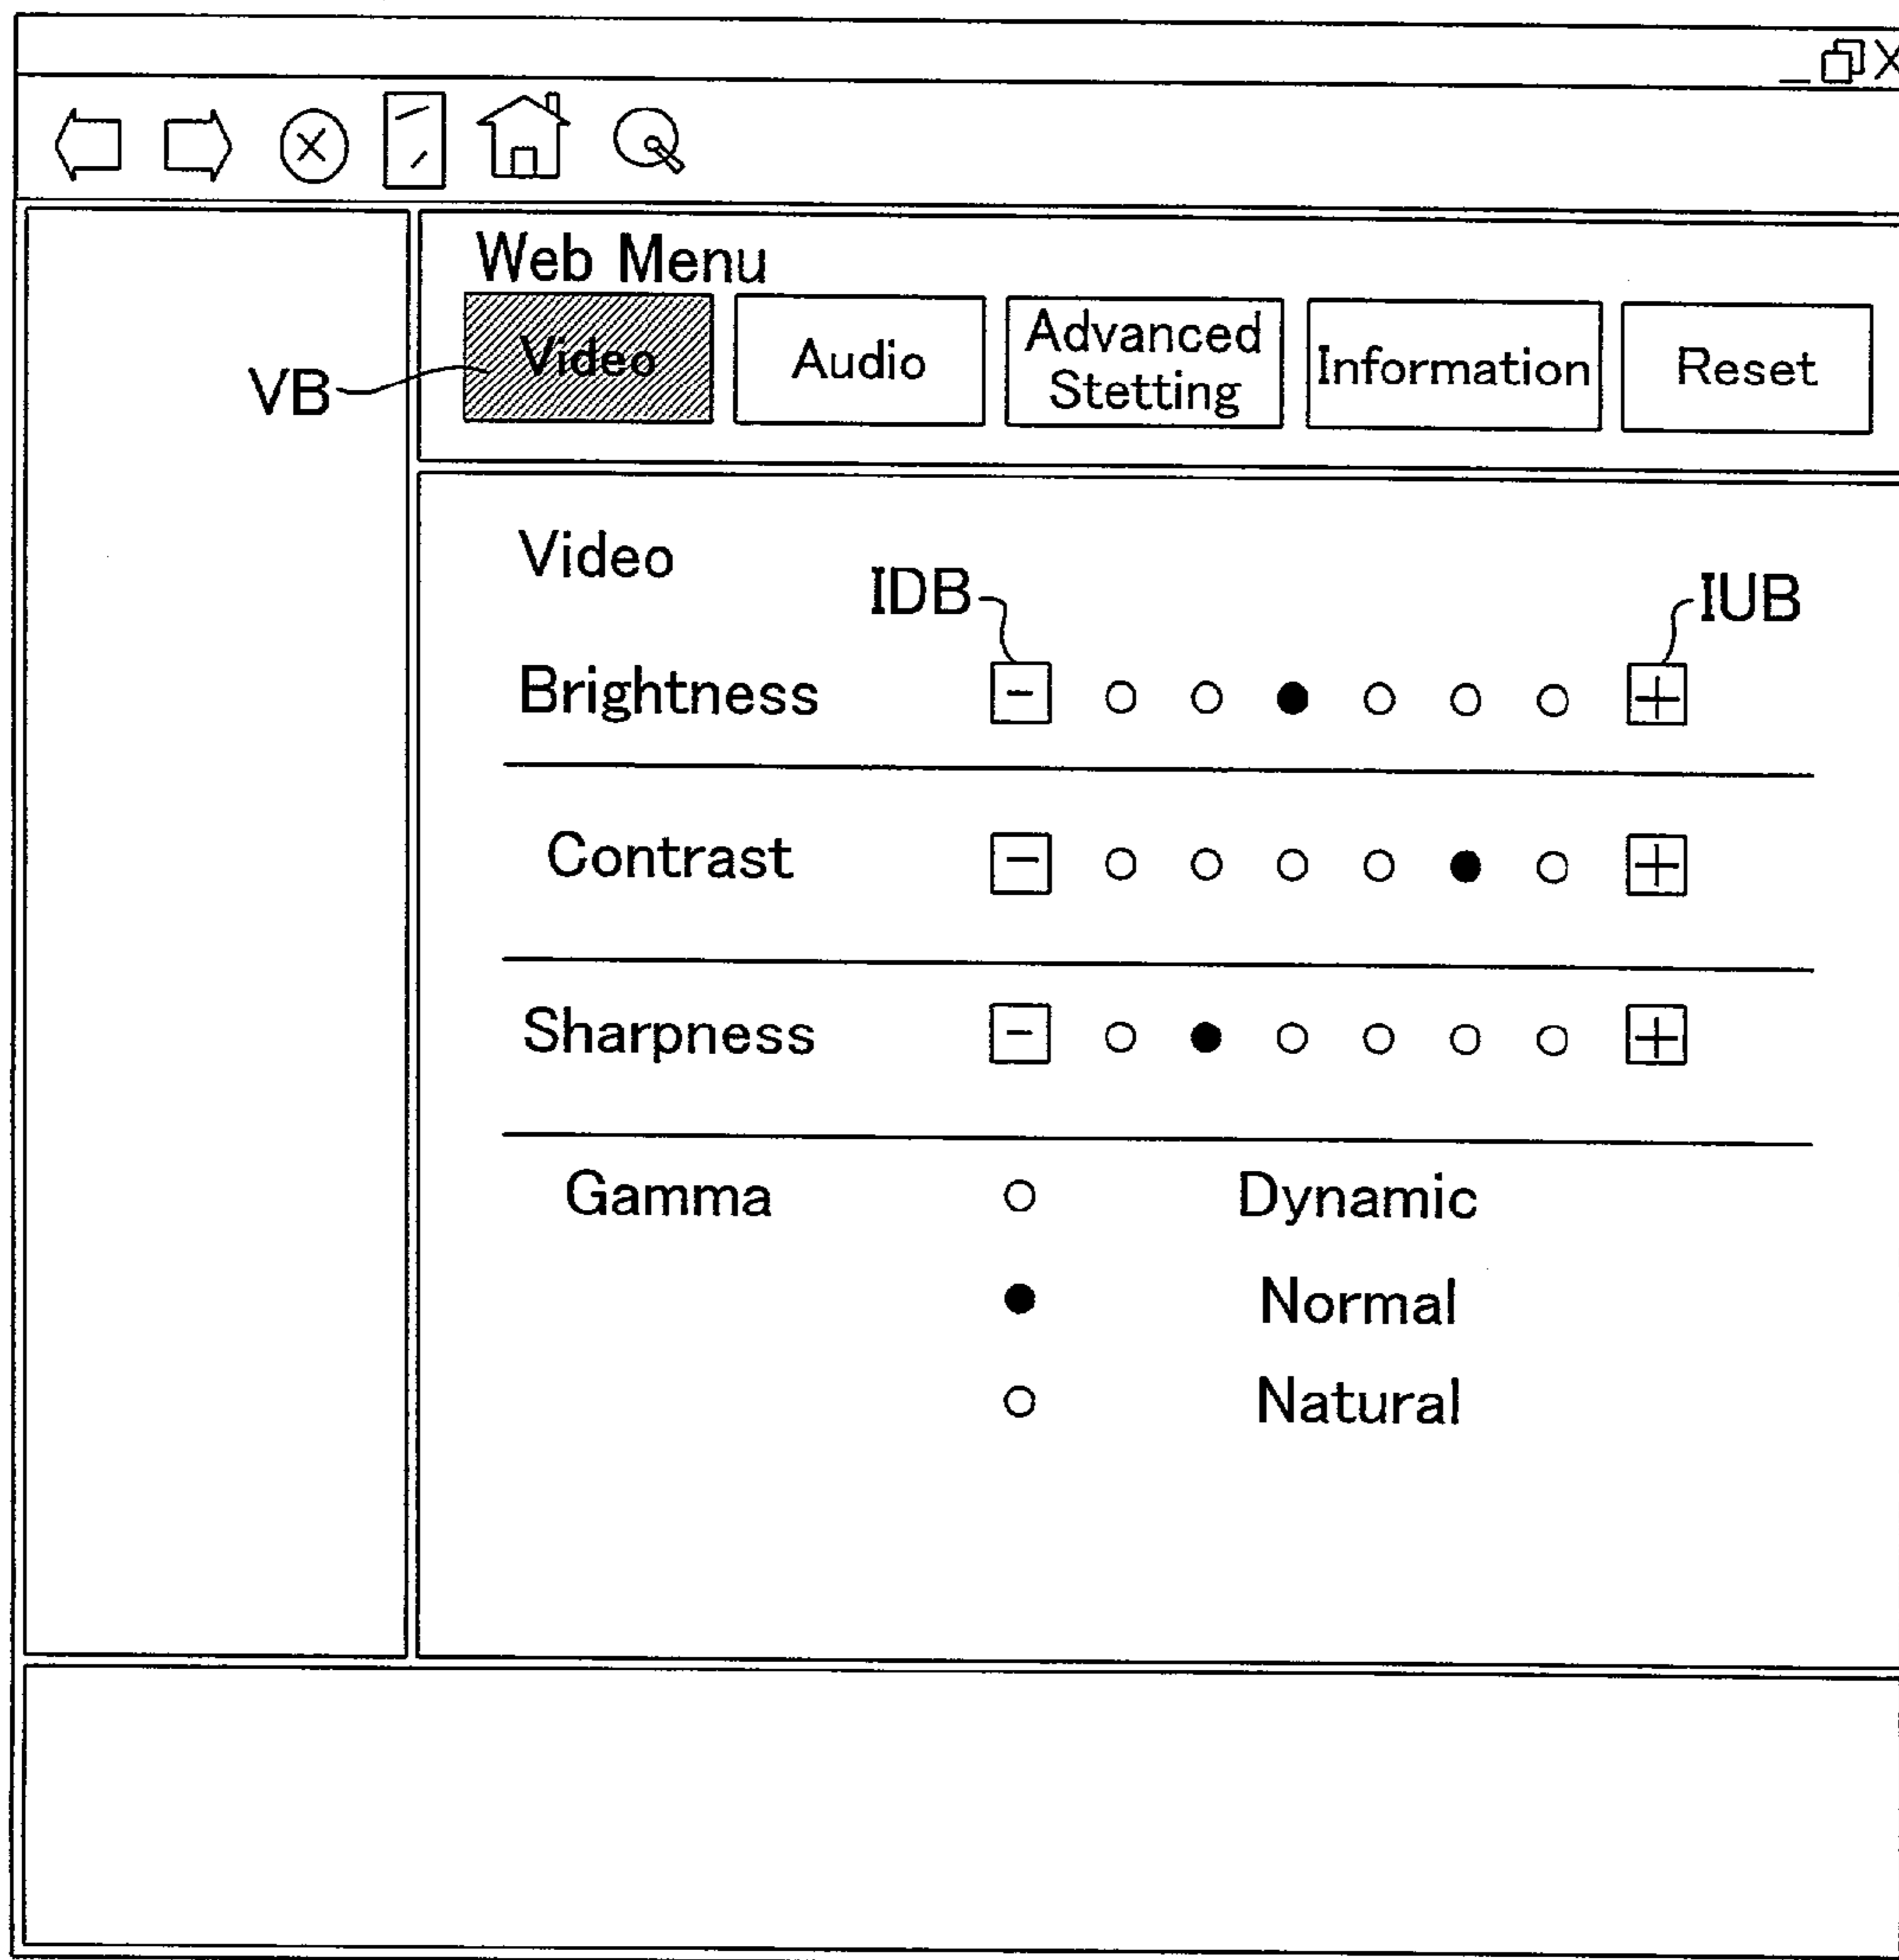 Web Menu
Video
Audio
Advanced
Stetting
Information
Reset
VB
Video
IDB
IUB
Brightness
-
+
Contrast
-
+
Sharpness
-
+
Gamma
Dynamic
Normal
Natural